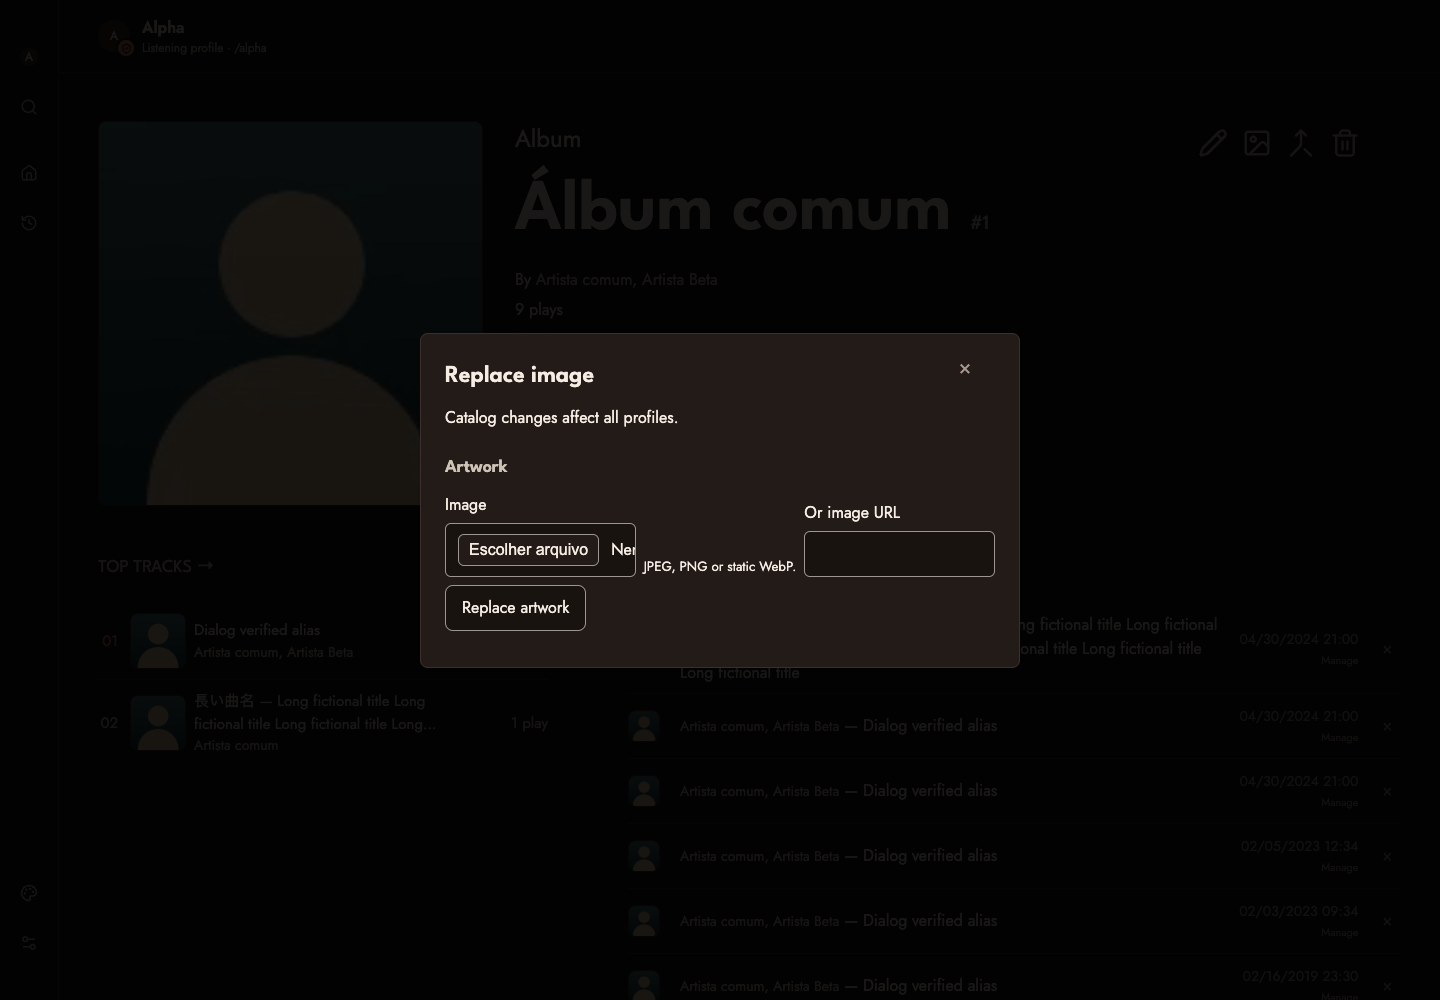 A
Alpha
Listening profile · /alpha
A
Album
Álbum comum #1
By Artista comum, Artista Beta
9 plays
Replace image
×
Catalog changes affect all profiles.
Artwork
Image
Escolher arquivo Ner
JPEG, PNG or static WebP.
Or image URL
Replace artwork
TOP TRACKS →
01
Dialog verified alias
Artista comum, Artista Beta
02
長い曲名 — Long fictional title Long
fictional title Long fictional title Long...
Artista comum
1 play
ng fictional title Long fictional
onal title Long fictional title
Long fictional title
04/30/2024 21:00
Manage
×
Artista comum, Artista Beta — Dialog verified alias
04/30/2024 21:00
Manage
×
Artista comum, Artista Beta — Dialog verified alias
04/30/2024 21:00
Manage
×
Artista comum, Artista Beta — Dialog verified alias
02/05/2023 12:34
Manage
×
Artista comum, Artista Beta — Dialog verified alias
02/03/2023 09:34
Manage
×
Artista comum, Artista Beta — Dialog verified alias
02/16/2019 23:30
Manage
×